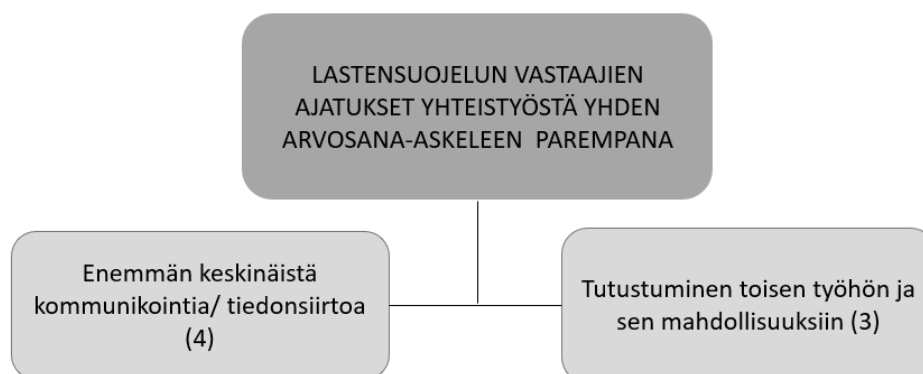 LASTENSUOJELUN VASTAAJIEN
AJATUKSET YHTEISTYÖSTÄ YHDEN
ARVOSANA-ASKELEEN PAREMPANA
Enemmän keskinäistä
kommunikointia/ tiedonsiirtoa
(4)
Tutustuminen toisen työhön ja
sen mahdollisuuksiin (3)